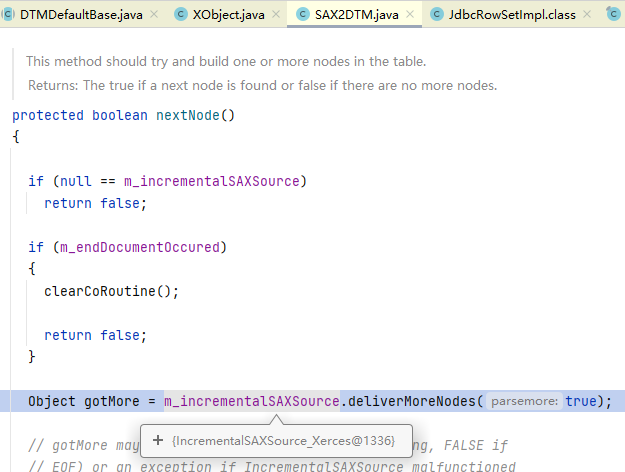 DTMDefaultBase.java × XObject.java × SAX2DTM.java × JdbcRowSetImpl.class ×
This method should try and build one or more nodes in the table.
Returns: The true if a next node is found or false if there are no more nodes.
protected boolean nextNode()
{
if (null == m_incrementalSAXSource)
return false;
if (m_endDocumentOccured)
{
clearCoRoutine();
return false;
}
Object gotMore = m_incrementalSAXSource.deliverMoreNodes( parsemore: true);
+ {IncrementalSAXSource_Xerces@1336}
// gotMore may ng, FALSE if
// EOF) or an exception if IncrementalSAXSource malfunctioned